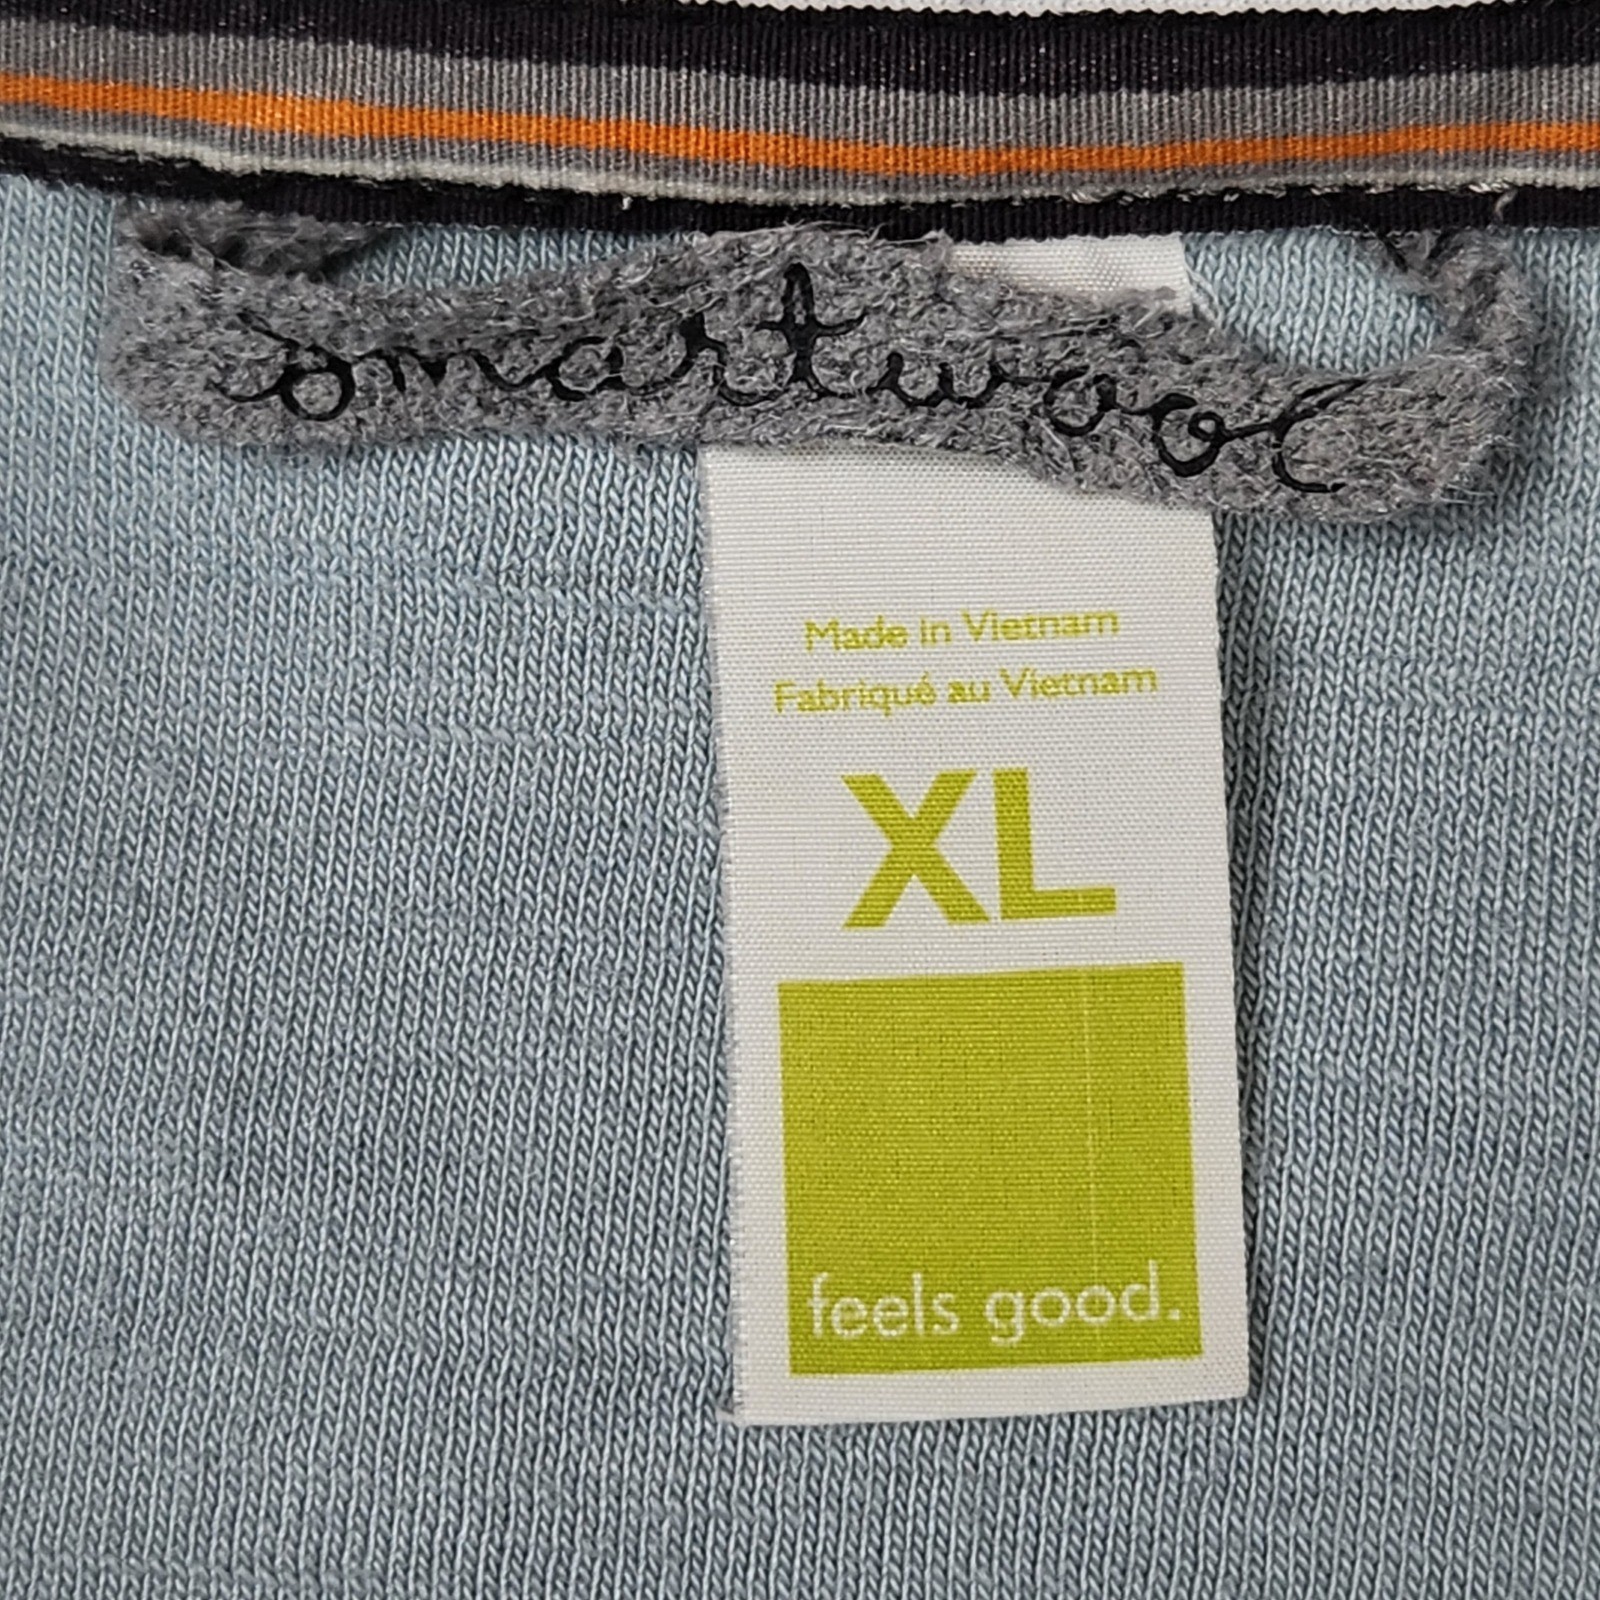 smartwool
Made in Vietnam
Fabriqué au Vietnam
XL
feels good.